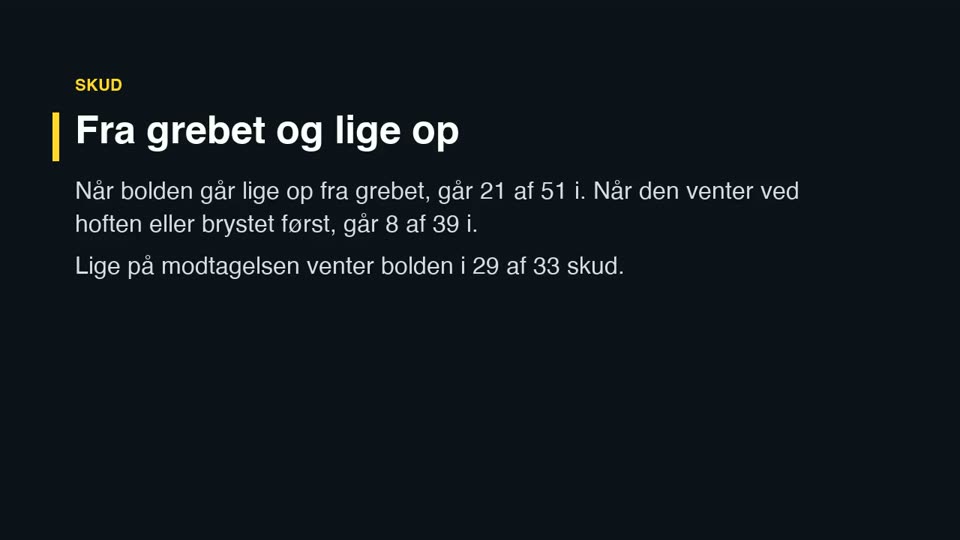 SKUD
Fra grebet og lige op
Når bolden går lige op fra grebet, går 21 af 51 i. Når den venter ved
hoften eller brystet først, går 8 af 39 i.
Lige på modtagelsen venter bolden i 29 af 33 skud.